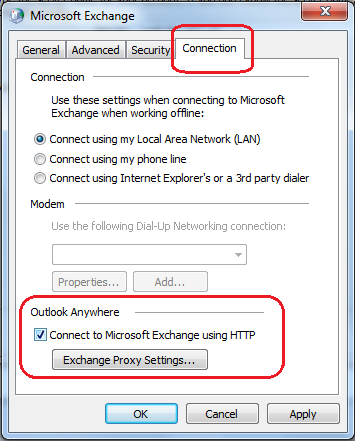 Microsoft Exchange
General
Advanced
Security
Connection
Connection
Use these settings when connecting to Microsoft
Exchange when working offline:
Connect using my Local Area Network (LAN)
Connect using my phone line
Connect using Internet Explorer's or a 3rd party dialer
Modem
Use the following Dial-Up Networking connection:
Properties...
Add...
Outlook Anywhere
Connect to Microsoft Exchange using HTTP
Exchange Proxy Settings...
OK
Cancel
Apply